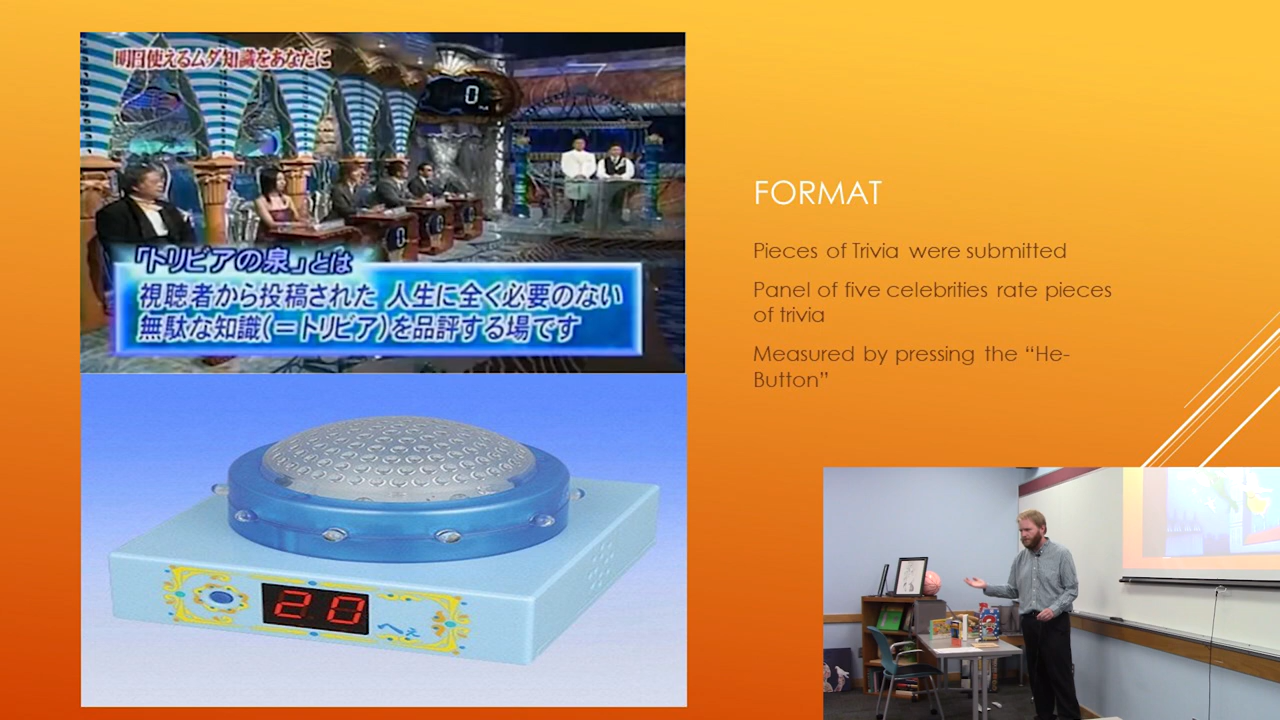 明日使えるムダ知識をあなたに
0
0
「トリビアの泉」とは
視聴者から投稿された 人生に全く必要のない
無駄な知識(=トリビア)を品評する場です
20 へぇ
FORMAT
Pieces of Trivia were submitted
Panel of five celebrities rate pieces
of trivia
Measured by pressing the “He-
Button”